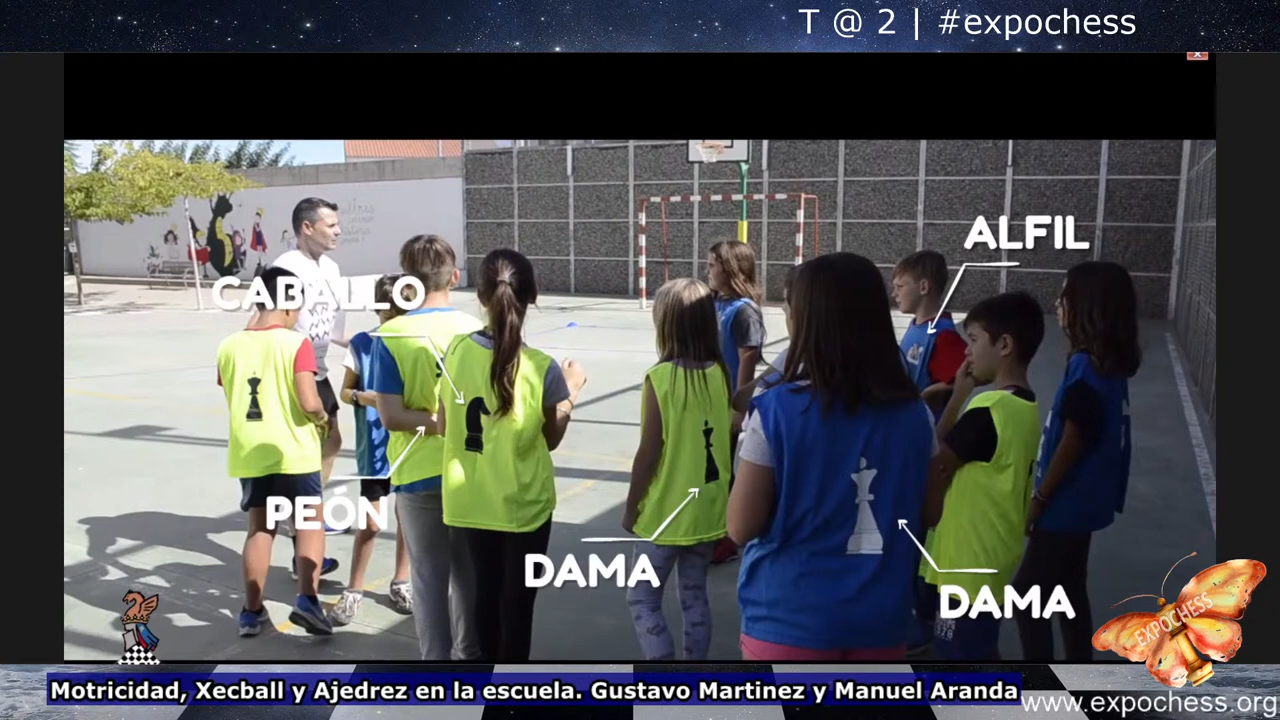 T @ 2 | #expochess
x
ALFIL
CABALLO
PEÓN
DAMA
DAMA
EXPOCHESS
Motricidad, Xecball y Ajedrez en la escuela. Gustavo Martinez y Manuel Aranda
www.expochess.org